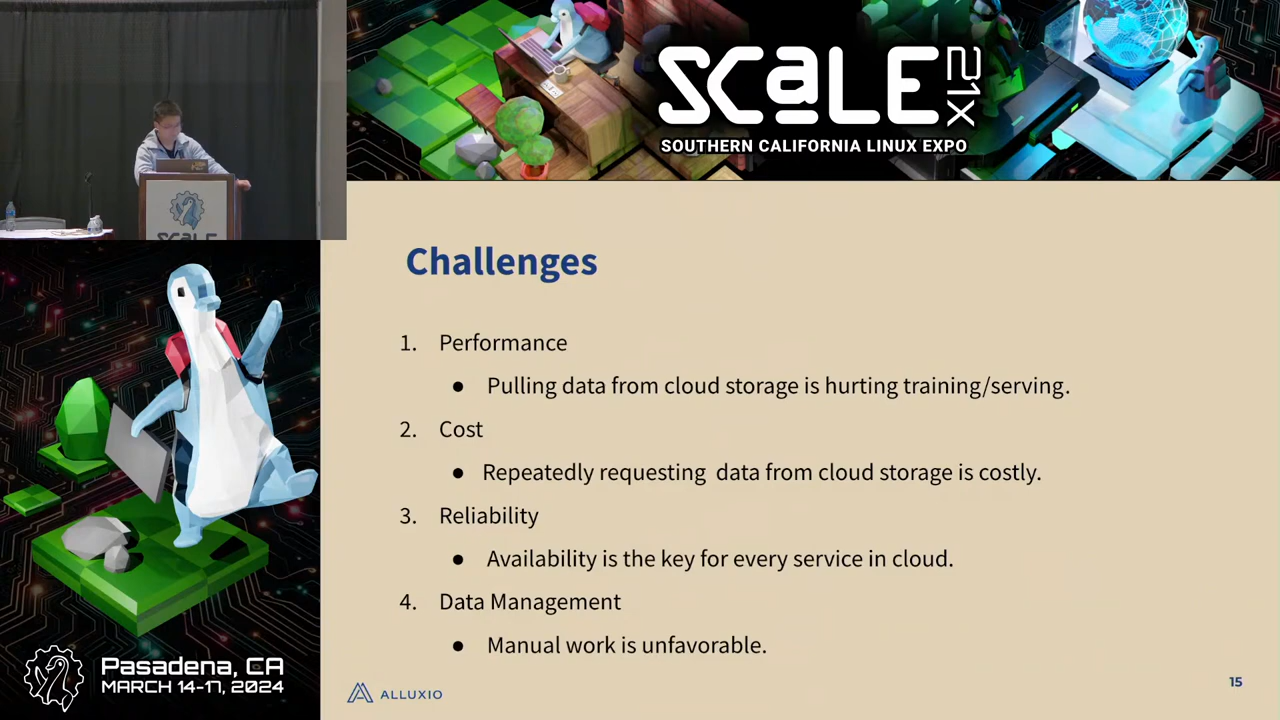 SCALE
21X
SOUTHERN CALIFORNIA LINUX EXPO
SCALE
Challenges
1. Performance
● Pulling data from cloud storage is hurting training/serving.
2. Cost
● Repeatedly requesting  data from cloud storage is costly.
3. Reliability
● Availability is the key for every service in cloud.
4. Data Management
● Manual work is unfavorable.
Pasadena, CA
MARCH 14-17, 2024
ALLUXIO
15